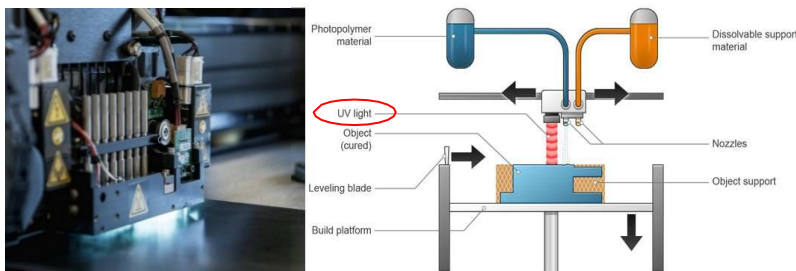 Photopolymer
material
Dissolvable support
material
UV light
Object
(cured)
Nozzles
Leveling blade
Object support
Build platform